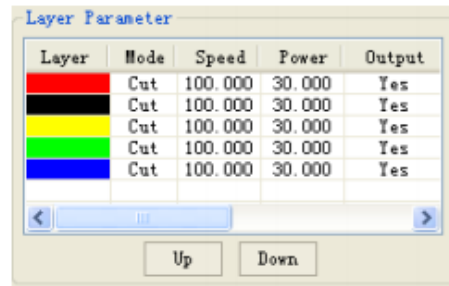 Layer Parameter
Layer Mode Speed Power Output
Cut 100.000 30.000 Yes
Cut 100.000 30.000 Yes
Cut 100.000 30.000 Yes
Cut 100.000 30.000 Yes
Cut 100.000 30.000 Yes
Up Down